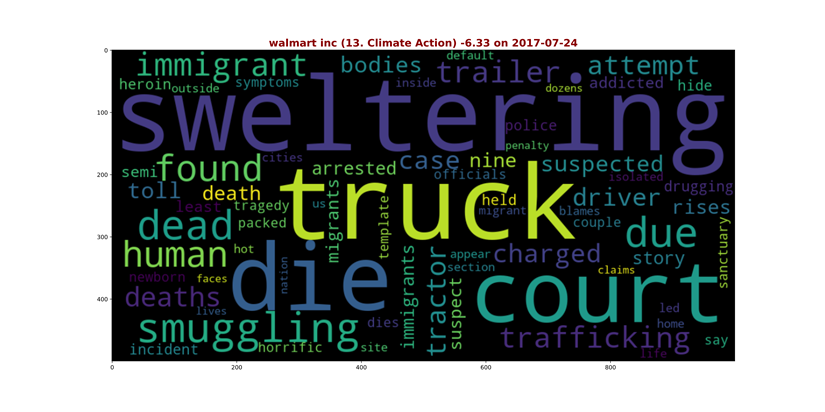 walmart inc (13. Climate Action) -6.33 on 2017-07-24
immigrant bodies default trailer attempt
heroin outside symptoms inside dozens addicted hide
sweltering
police
penalty
semi found cities arrested case nine suspected
officials isolated
toll death truck held driver drugging
least tragedy us migrants template migrant blames rises
dead packed couple due sanctuary
human hot immigrants tractor appear charged story
newborn faces die nation section claims
deaths court
lives led
smuggling dies suspect trafficking home say
incident horrific site life
0
100
200
300
400
0 200 400 600 800